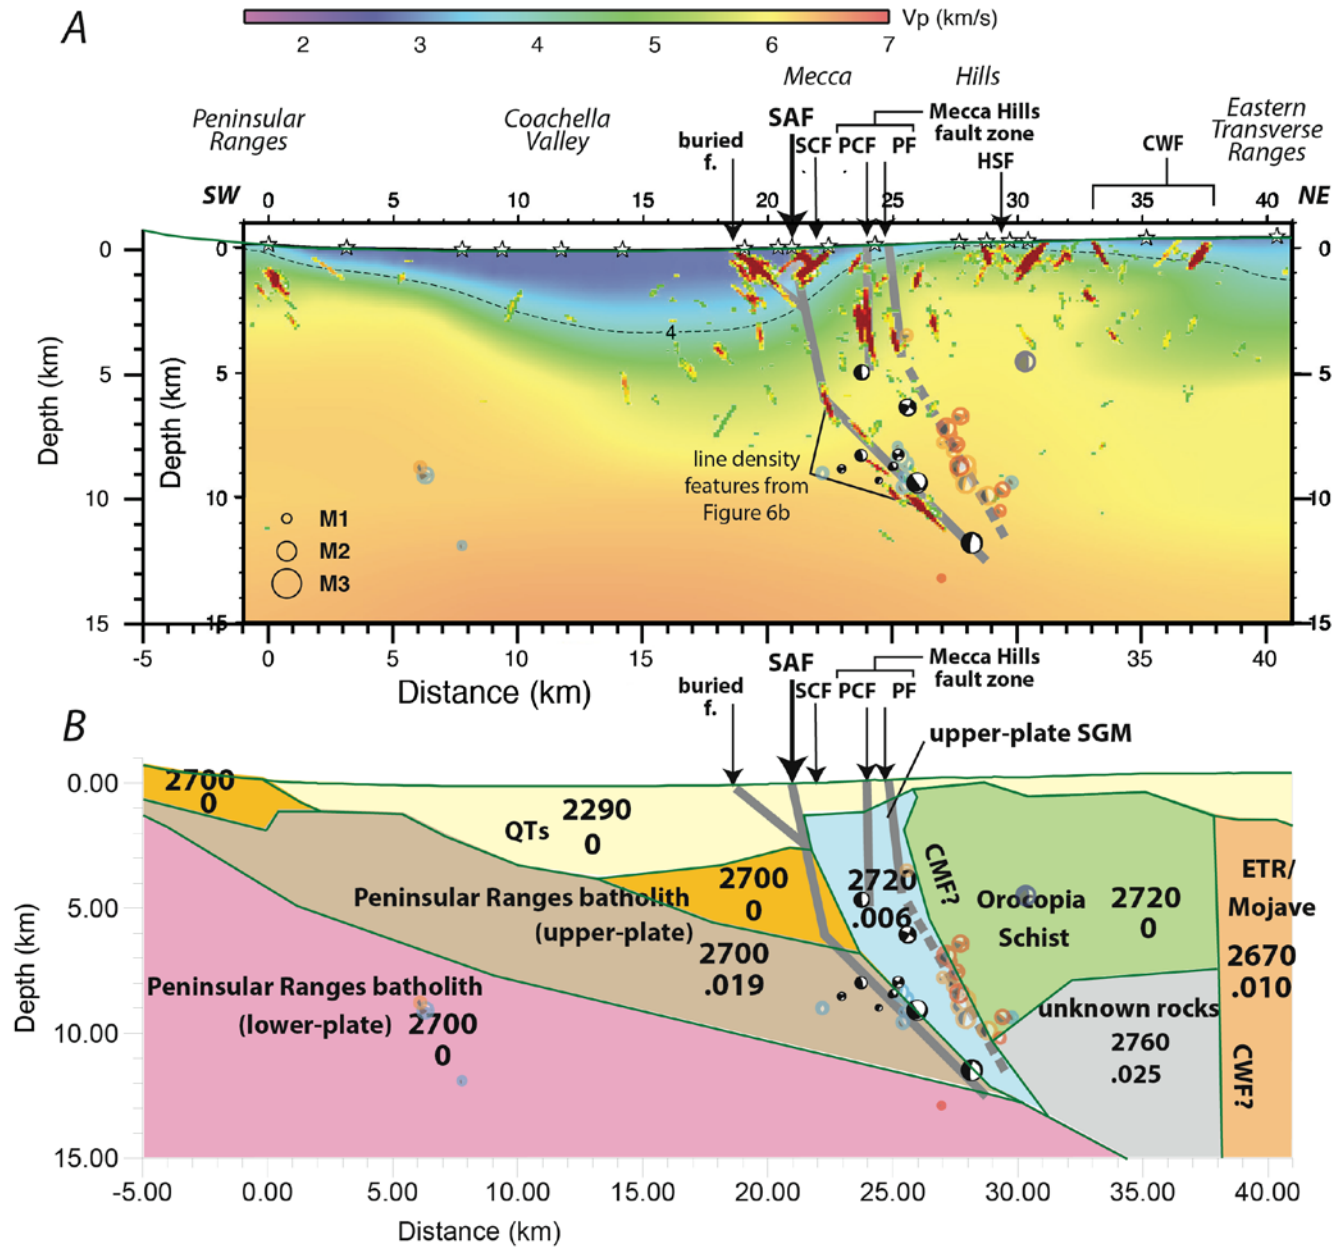 A
Vp (km/s)
2 3 4 5 6 7
Peninsular
Ranges
Coachella
Valley
Mecca Hills
Eastern
Transverse
Ranges
buried
f.
SAF
SCF PCF PF
Mecca Hills
fault zone
HSF
CWF
SW 0 5 10 15 20 25 30 35 40 NE
0 0 0
4
5 5 5
10 10 10
15 15 15
Depth (km)
Depth (km)
line density
features from
Figure 6b
M1
M2
M3
-5 0 5 10 15 35 40
Distance (km)
buried
f.
SAF
SCF PCF PF
Mecca Hills
fault zone
B
upper-plate SGM
0.00
5.00
10.00
15.00
Depth (km)
2700
0
QTs
2290
0
Peninsular Ranges batholith
(upper-plate)
2700
.019
2700
0
2720
.006
CMF?
Orocopia
Schist
2720
0
ETR/
Mojave
2670
.010
Peninsular Ranges batholith
(lower-plate)
2700
0
unknown rocks
2760
.025
CWF?
-5.00 0.00 5.00 10.00 15.00 20.00 25.00 30.00 35.00 40.00
Distance (km)